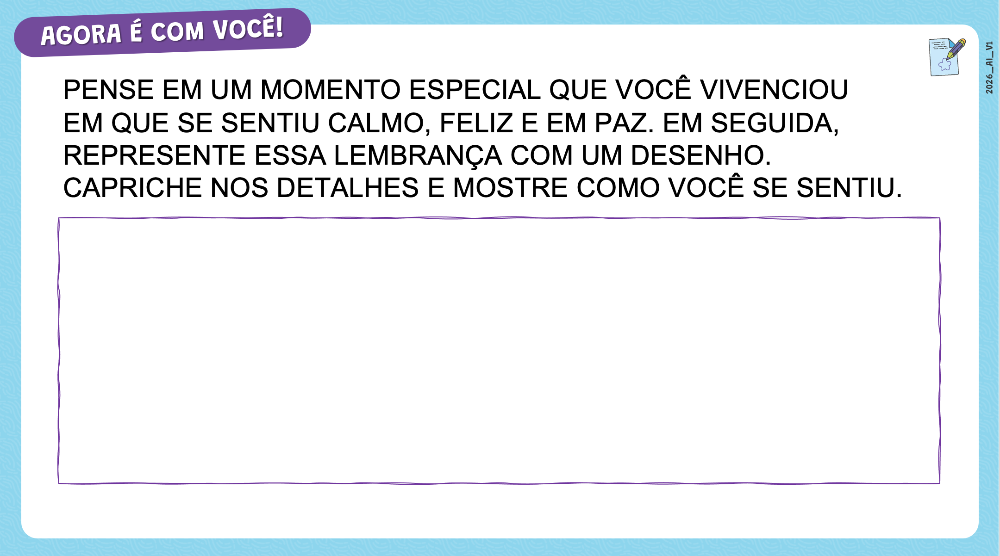 AGORA É COM VOCÊ!
2026_AI_V1
PENSE EM UM MOMENTO ESPECIAL QUE VOCÊ VIVENCIOU
EM QUE SE SENTIU CALMO, FELIZ E EM PAZ. EM SEGUIDA,
REPRESENTE ESSA LEMBRANÇA COM UM DESENHO.
CAPRICHE NOS DETALHES E MOSTRE COMO VOCÊ SE SENTIU.